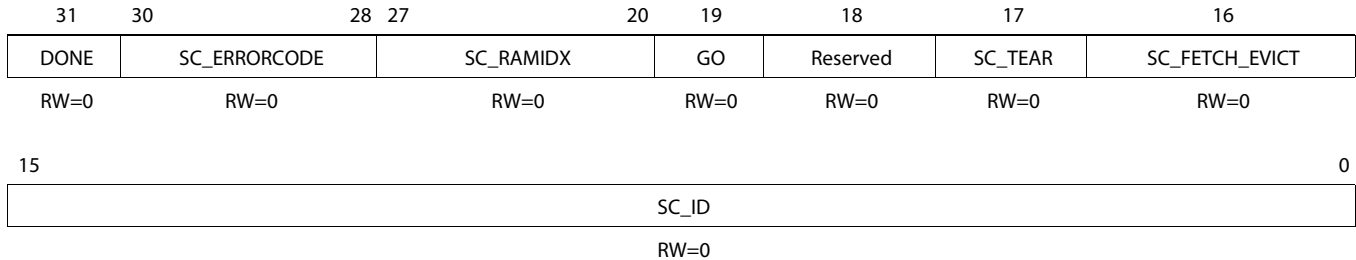 31 30 28 27 20 19 18 17 16
DONE SC_ERRORCODE SC_RAMIDX GO Reserved SC_TEAR SC_FETCH_EVICT
RW=0 RW=0 RW=0 RW=0 RW=0 RW=0 RW=0
15 0
SC_ID
RW=0